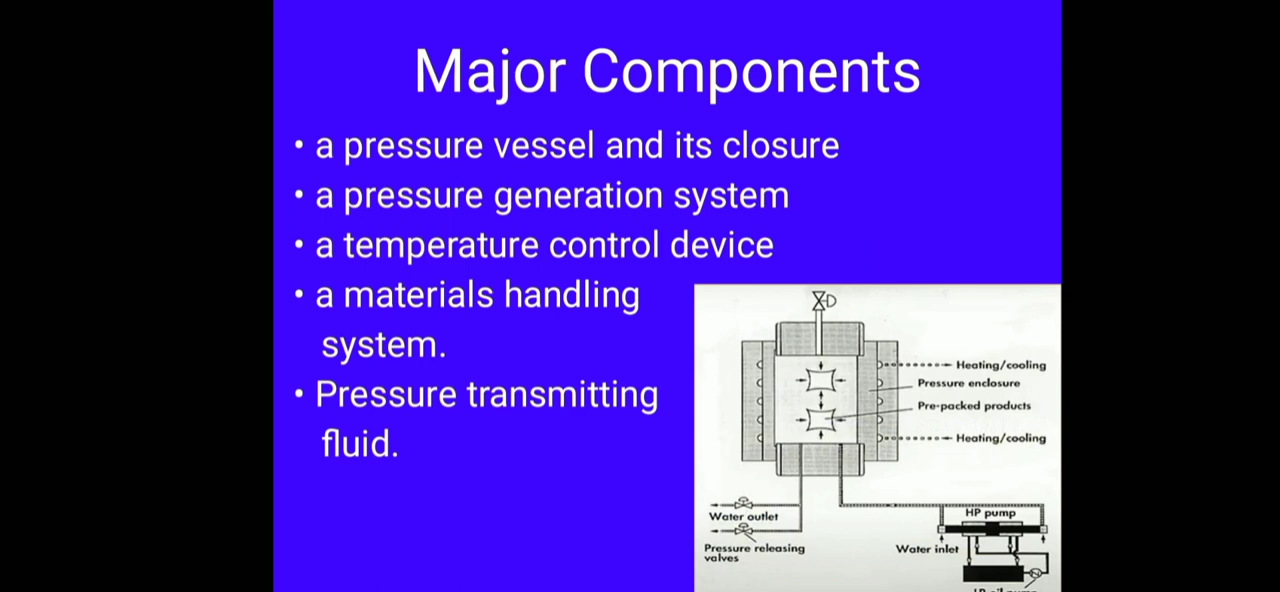 Major Components
• a pressure vessel and its closure
• a pressure generation system
• a temperature control device
• a materials handling
system.
• Pressure transmitting
fluid.
Heating/cooling
Pressure enclosure
Pre-packed products
Heating/cooling
Water outlet
HP pump
Pressure releasing
valves
Water inlet